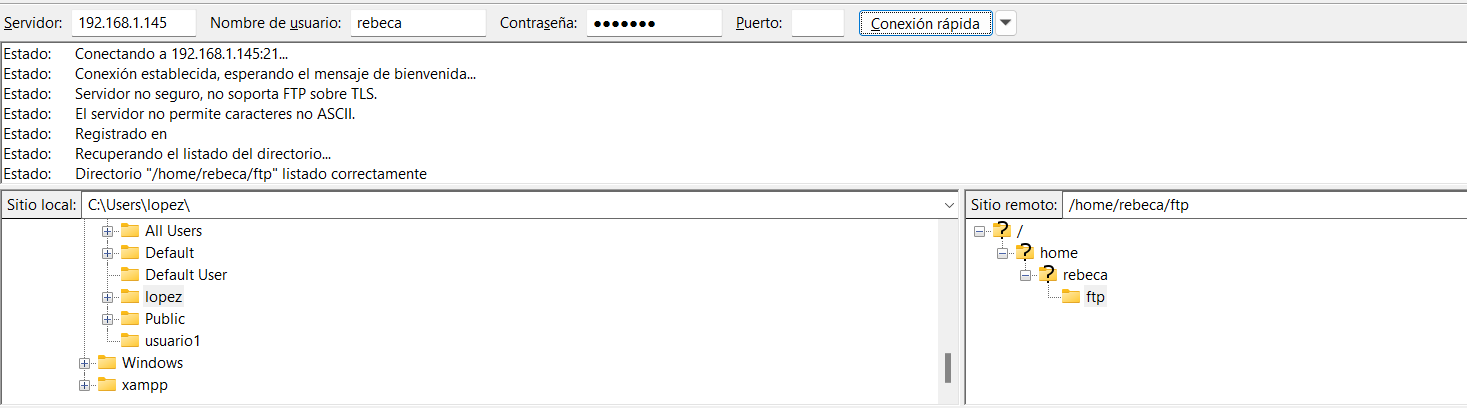 Servidor: 192.168.1.145 Nombre de usuario: rebeca Contraseña: ●●●●●●● Puerto: Conexión rápida
Estado: Conectando a 192.168.1.145:21...
Estado: Conexión establecida, esperando el mensaje de bienvenida...
Estado: Servidor no seguro, no soporta FTP sobre TLS.
Estado: El servidor no permite caracteres no ASCII.
Estado: Registrado en
Estado: Recuperando el listado del directorio...
Estado: Directorio "/home/rebeca/ftp" listado correctamente
Sitio local: C:\Users\lopez\
All Users
Default
Default User
lopez
Public
usuario1
Windows
xampp
Sitio remoto: /home/rebeca/ftp
/
home
rebeca
ftp